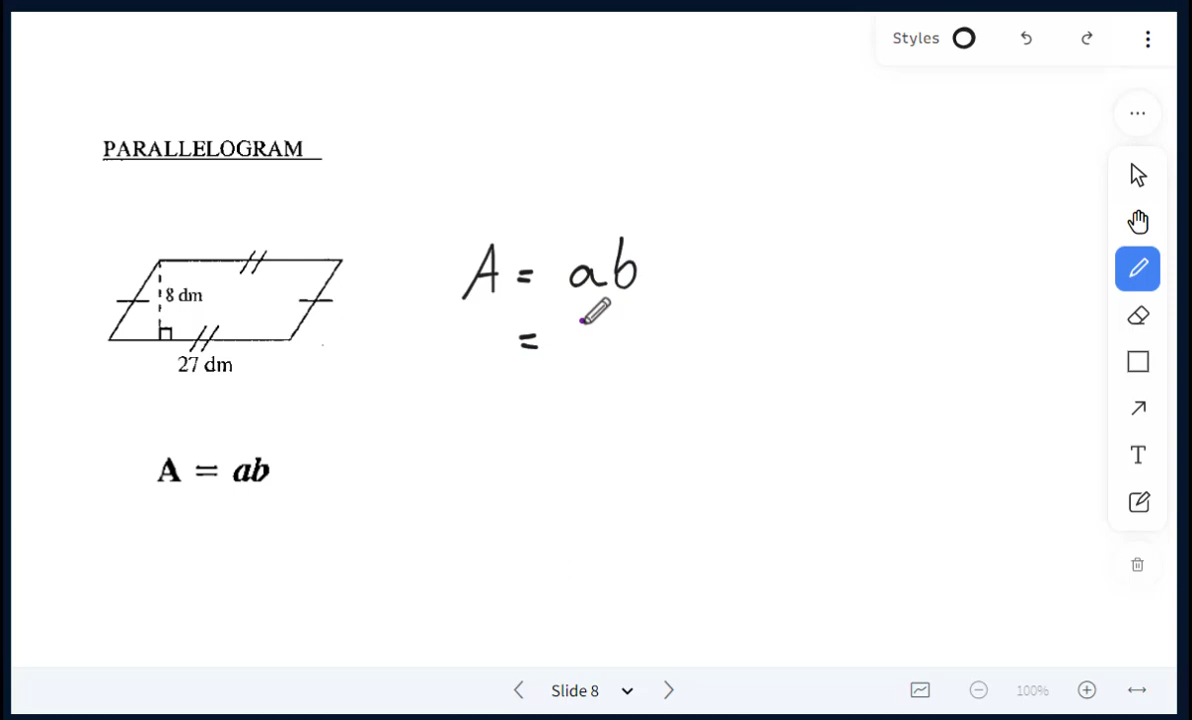 Styles
PARALLELOGRAM
8 dm
27 dm
A = ab
=
A = ab
T
Slide 8
100%